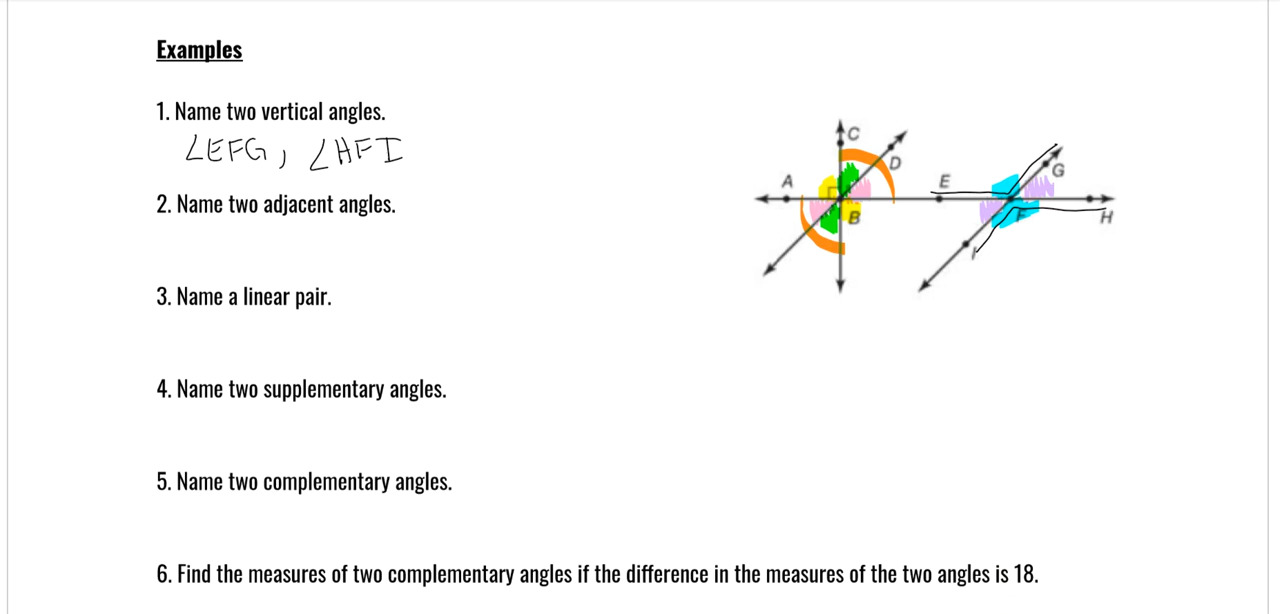 Examples
1. Name two vertical angles.
∠EFG, ∠HFI
2. Name two adjacent angles.
3. Name a linear pair.
4. Name two supplementary angles.
5. Name two complementary angles.
6. Find the measures of two complementary angles if the difference in the measures of the two angles is 18.
C
D
A
B
E
G
F
H
I